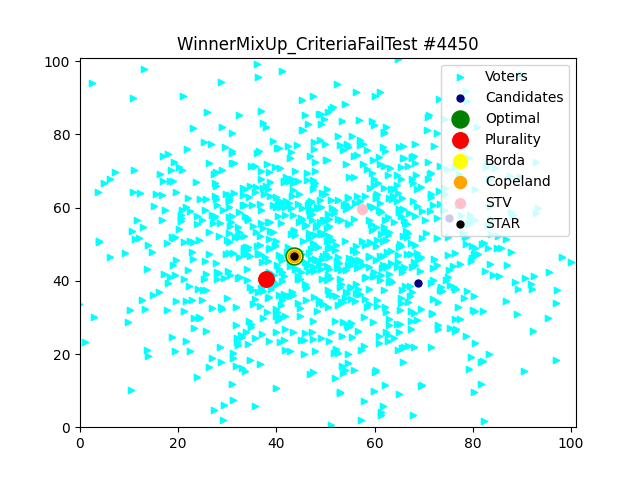 WinnerMixUp_CriteriaFailTest #4450
100
80
60
40
20
0
0
20
40
60
80
100
Voters
Candidates
Optimal
Plurality
Borda
Copeland
STV
STAR